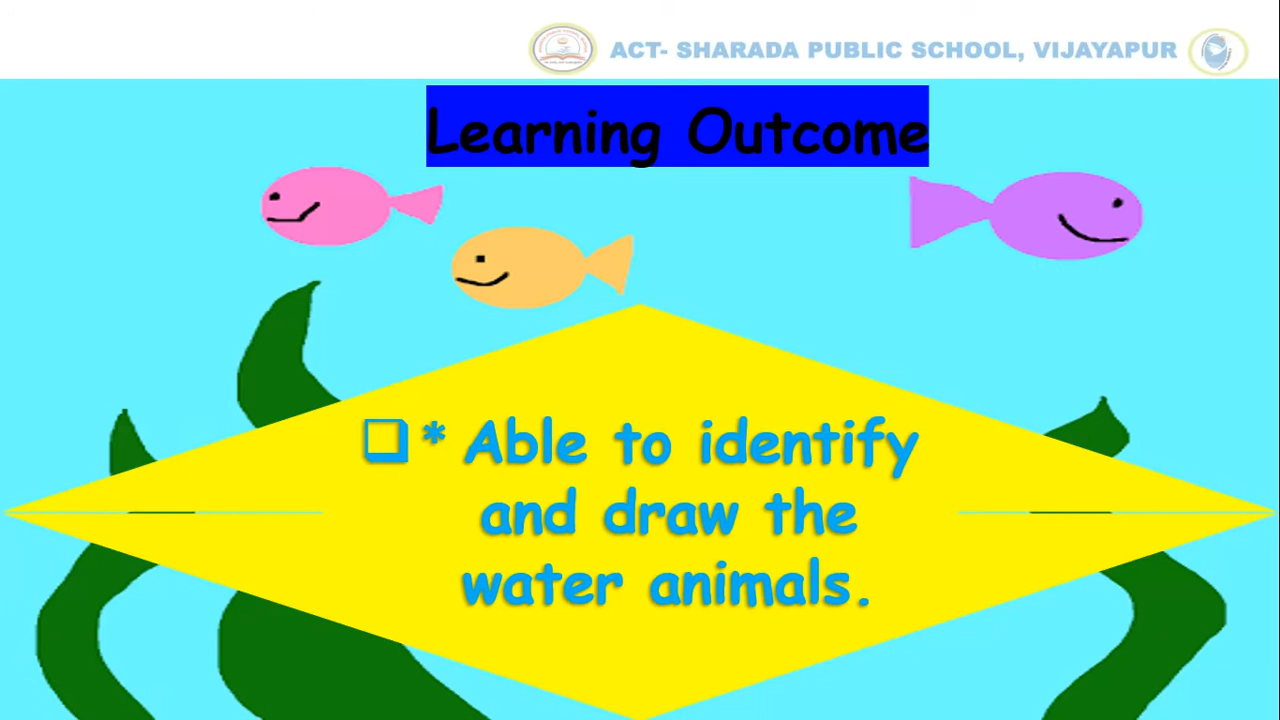 ACT- SHARADA PUBLIC SCHOOL, VIJAYAPUR
Learning Outcome
* Able to identify
and draw the
water animals.